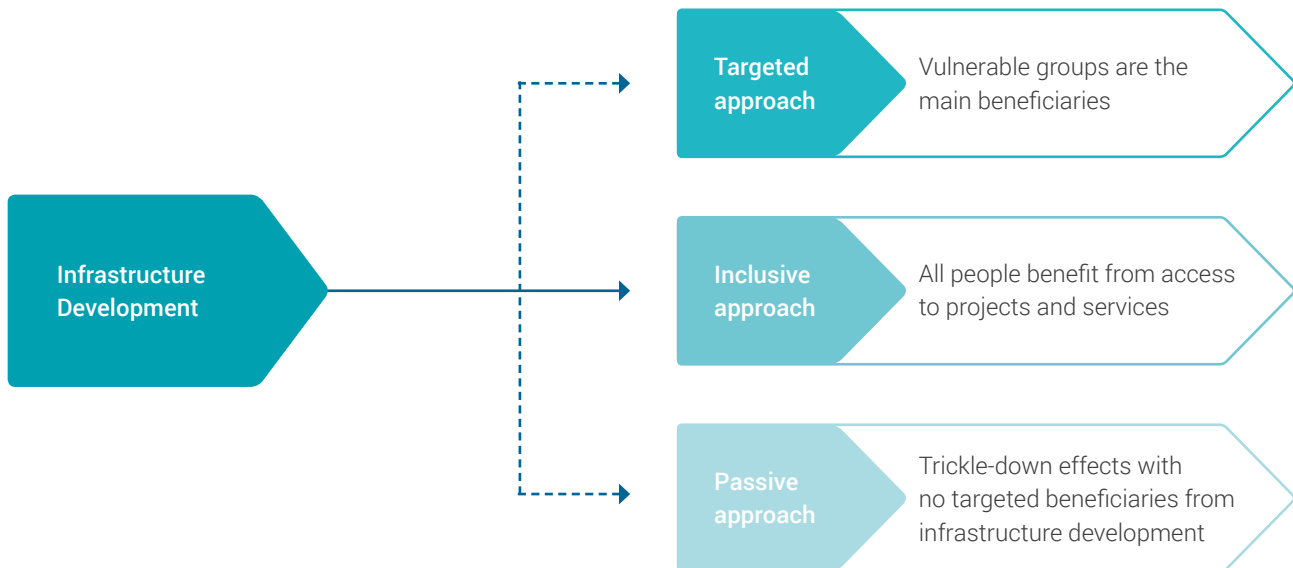 Targeted
approach
Vulnerable groups are the
main beneficiaries
Infrastructure
Development
Inclusive
approach
All people benefit from access
to projects and services
Passive
approach
Trickle-down effects with
no targeted beneficiaries from
infrastructure development